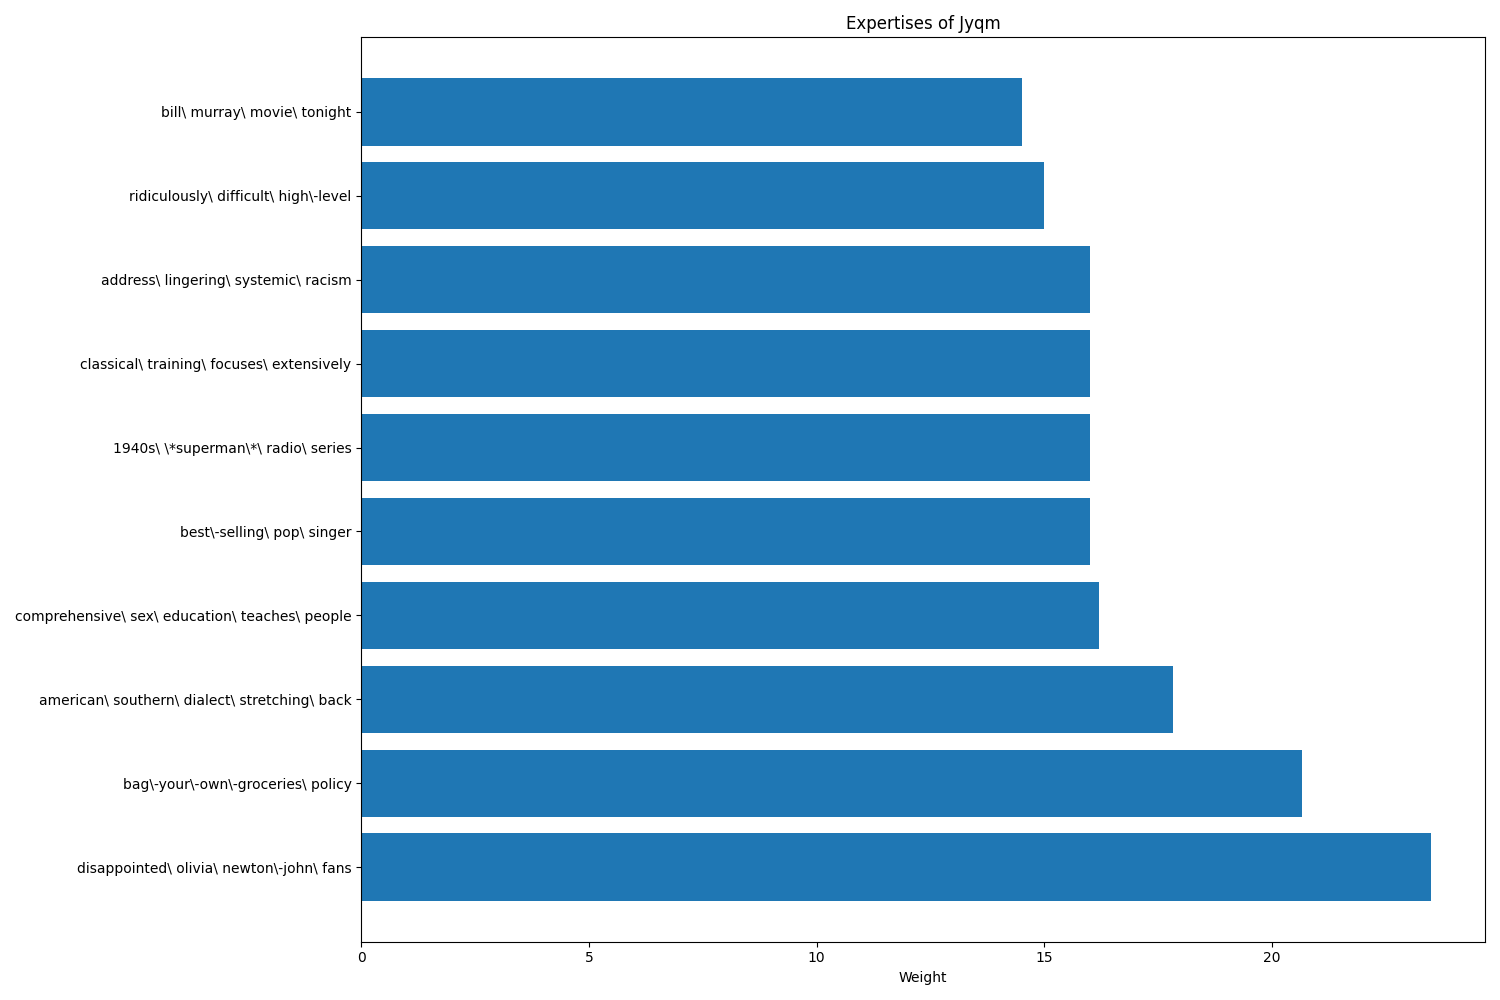 Expertises of Jyqm
bill\ murray\ movie\ tonight
ridiculously\ difficult\ high\-level
address\ lingering\ systemic\ racism
classical\ training\ focuses\ extensively
1940s\ \*superman\*\ radio\ series
best\-selling\ pop\ singer
comprehensive\ sex\ education\ teaches\ people
american\ southern\ dialect\ stretching\ back
bag\-your\-own\-groceries\ policy
disappointed\ olivia\ newton\-john\ fans
0 5 10 15 20
Weight